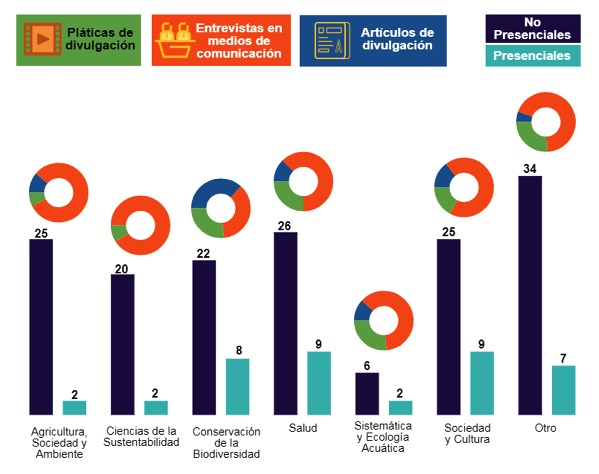 Pláticas de
divulgación
Entrevistas en
medios de
comunicación
Artículos de
divulgación
No
Presenciales
Presenciales
25
2
20
2
22
8
26
9
6
2
25
9
34
7
Agricultura,
Sociedad y
Ambiente
Ciencias de la
Sustentabilidad
Conservación
de la
Biodiversidad
Salud
Sistemática
y Ecología
Acuática
Sociedad
y Cultura
Otro